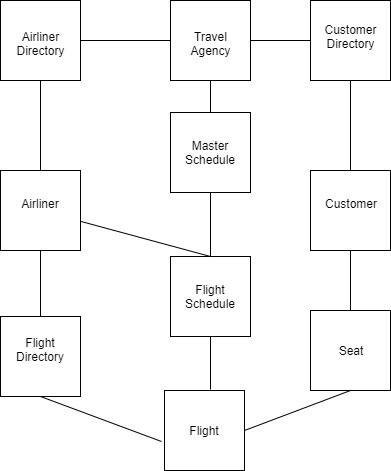 Airliner
Directory
Travel
Agency
Customer
Directory
Master
Schedule
Airliner
Customer
Flight
Schedule
Flight
Directory
Seat
Flight